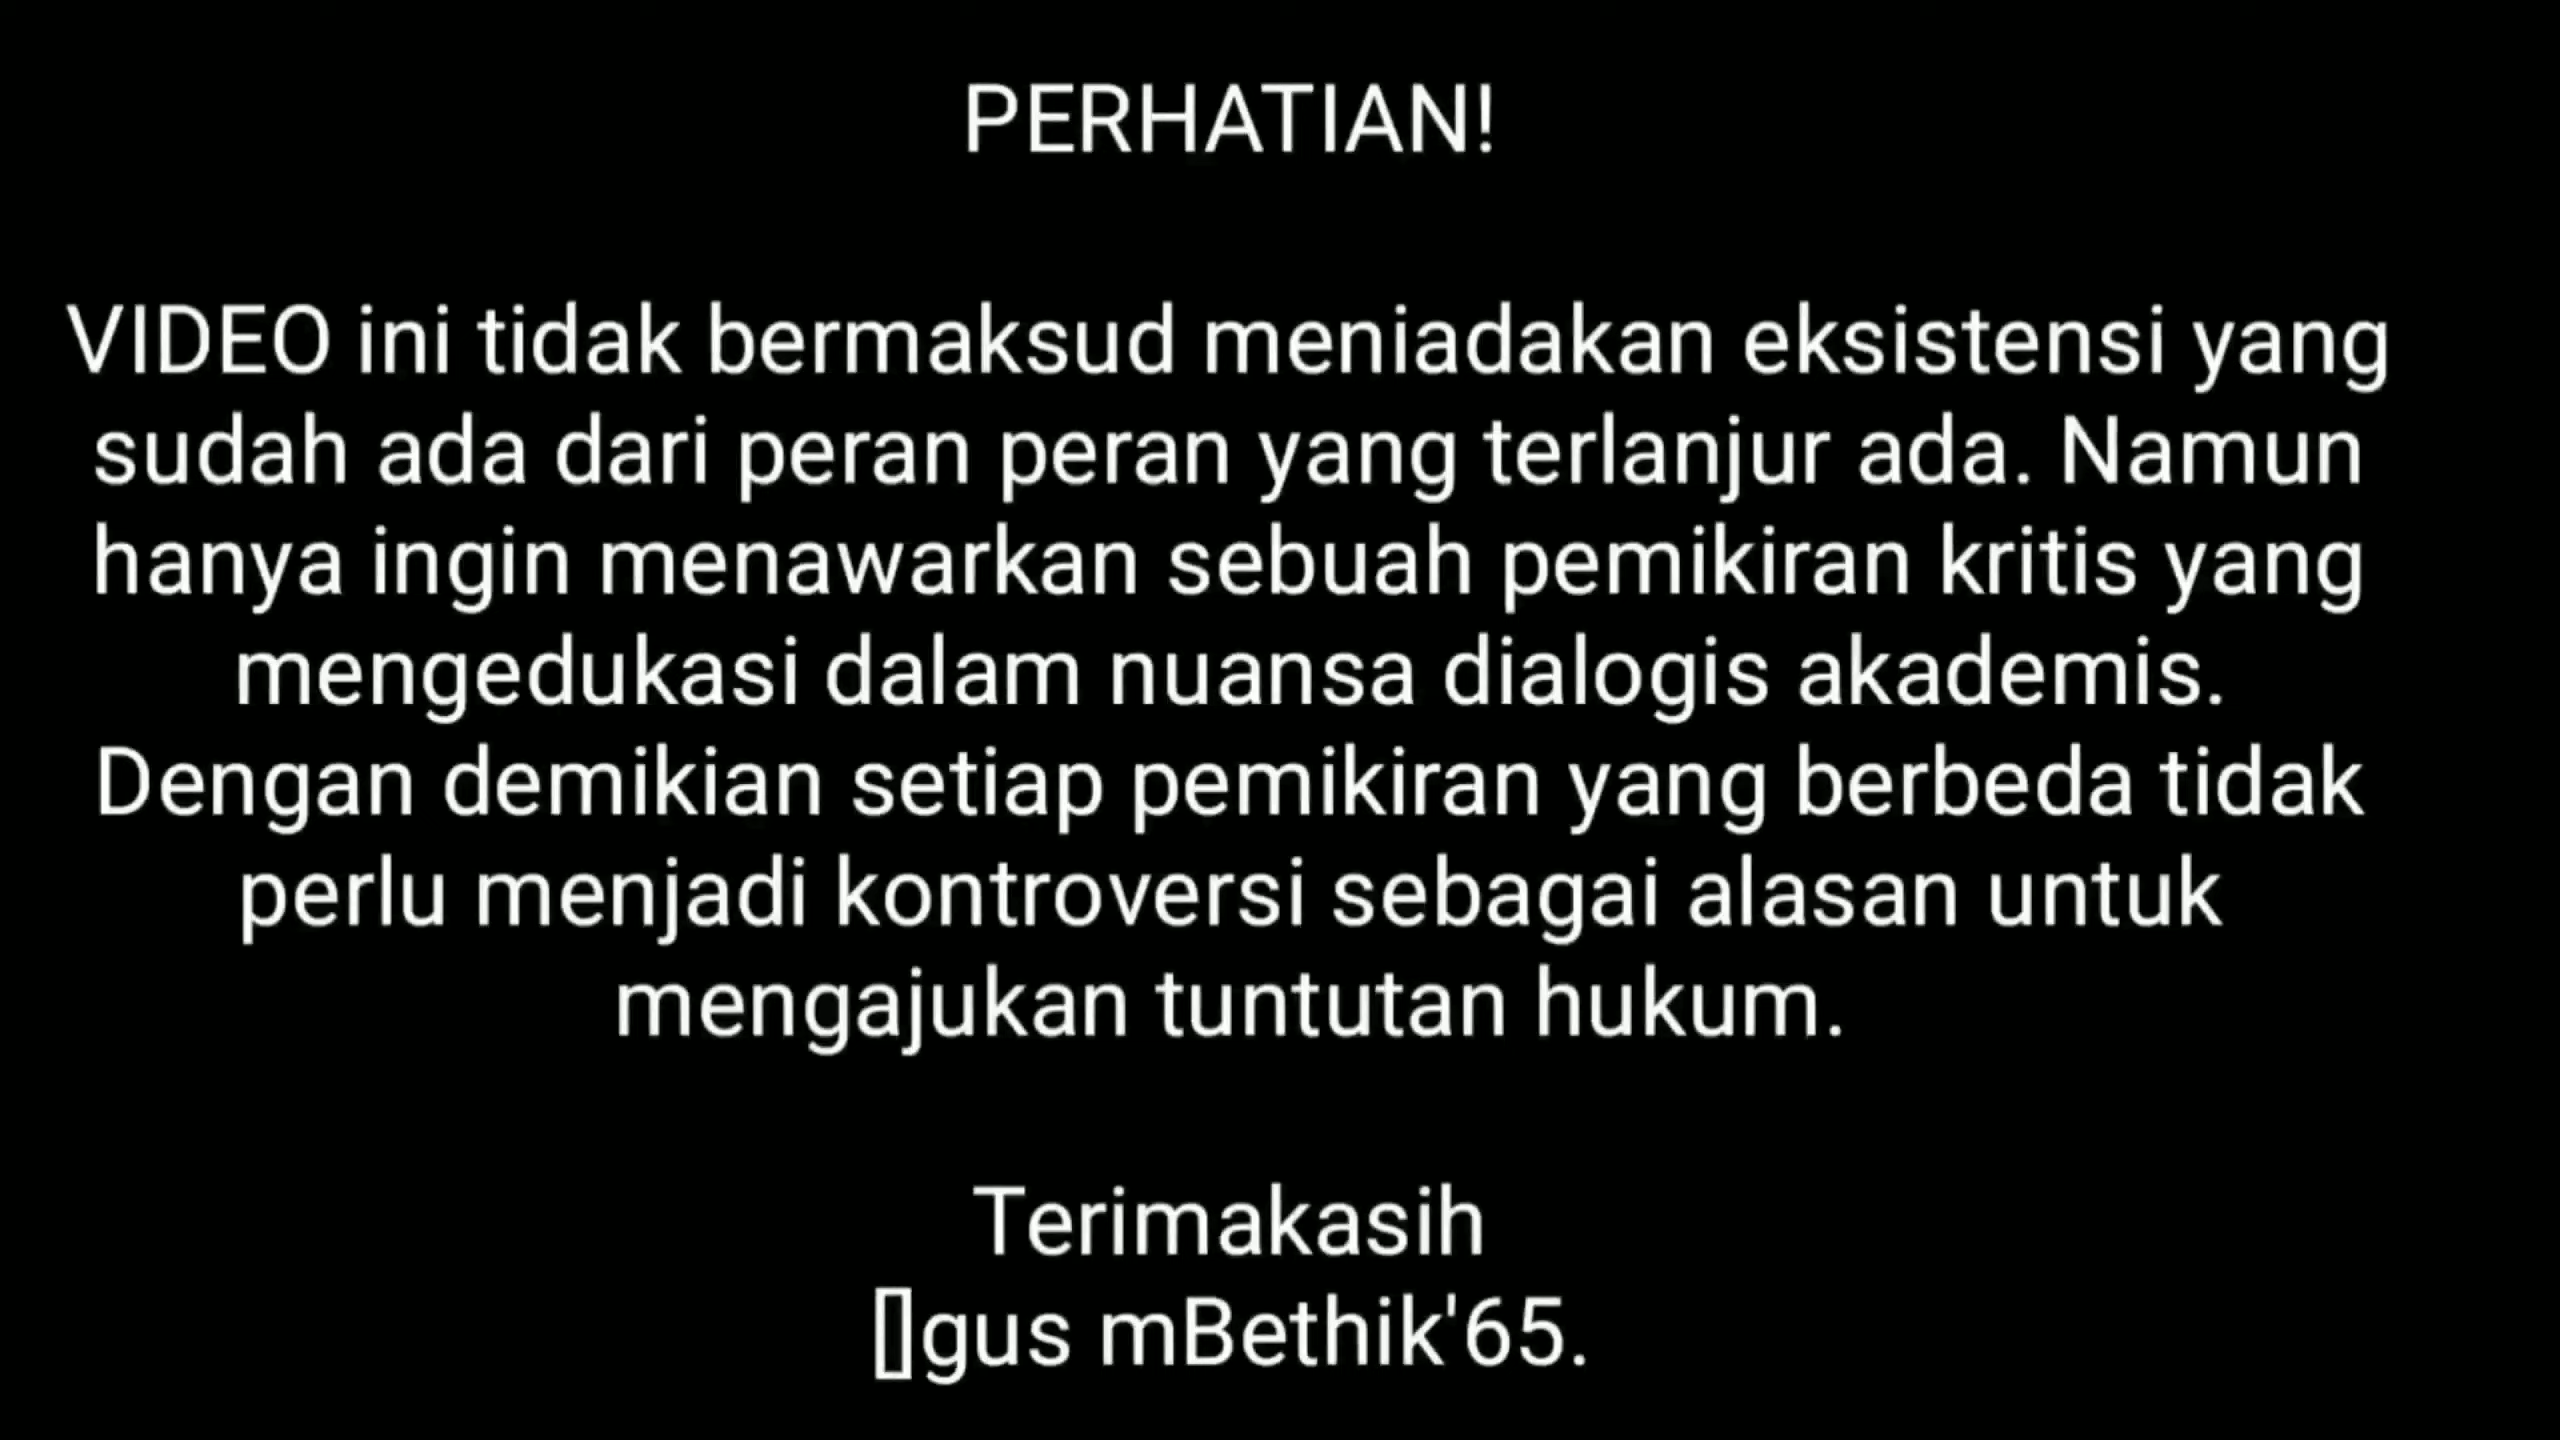 PERHATIAN!
VIDEO ini tidak bermaksud meniadakan eksistensi yang
sudah ada dari peran peran yang terlanjur ada. Namun
hanya ingin menawarkan sebuah pemikiran kritis yang
mengedukasi dalam nuansa dialogis akademis.
Dengan demikian setiap pemikiran yang berbeda tidak
perlu menjadi kontroversi sebagai alasan untuk
mengajukan tuntutan hukum.
Terimakasih
▯gus mBethik'65.